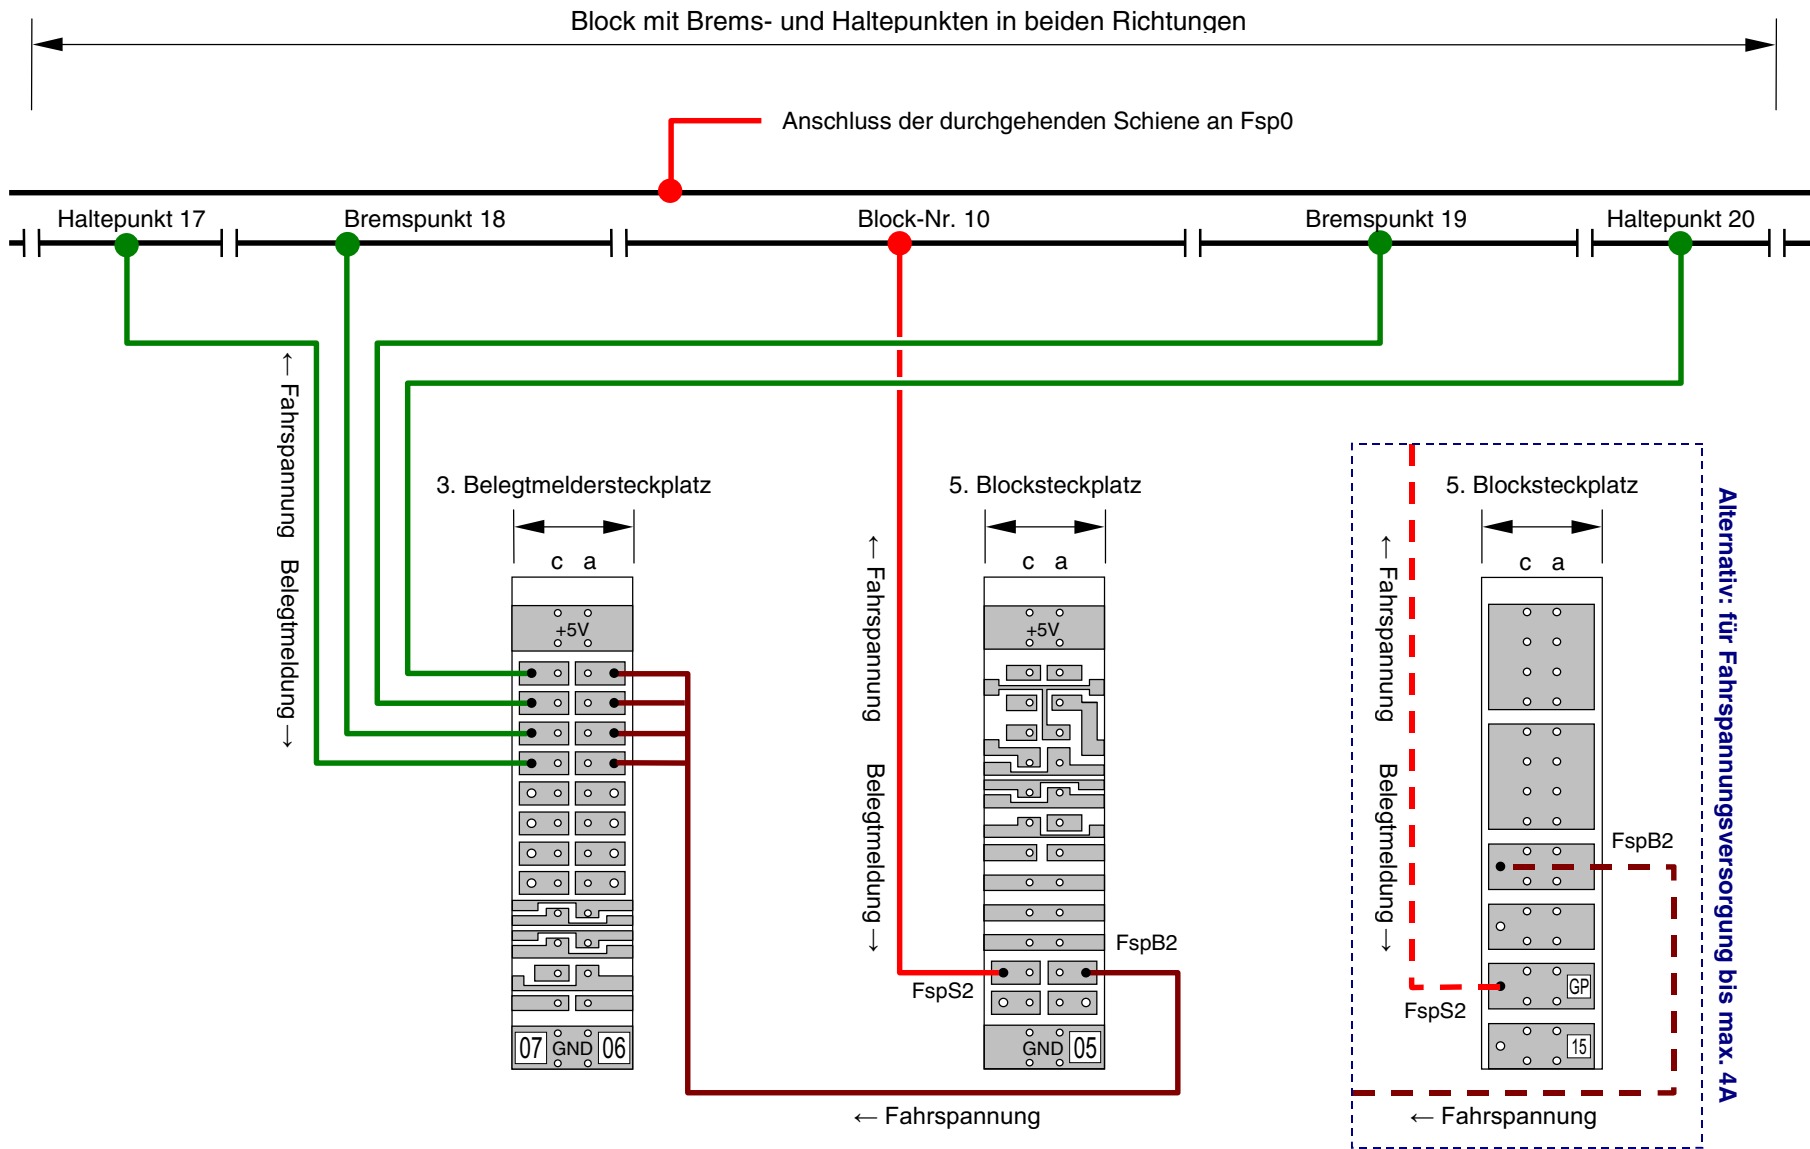 Block mit Brems- und Haltepunkten in beiden Richtungen
Anschluss der durchgehenden Schiene an Fsp0
Haltepunkt 17
Bremspunkt 18
Block-Nr. 10
Bremspunkt 19
Haltepunkt 20
← Fahrspannung
Belegtmeldung →
3. Belegtmeldersteckplatz
c a
+5V
07 GND 06
← Fahrspannung
Belegtmeldung →
5. Blocksteckplatz
c a
+5V
FspB2
FspS2
GND 05
← Fahrspannung
← Fahrspannung
Belegtmeldung →
5. Blocksteckplatz
c a
FspB2
FspS2
GP
15
← Fahrspannung
Alternativ: für Fahrspannungsversorgung bis max. 4A